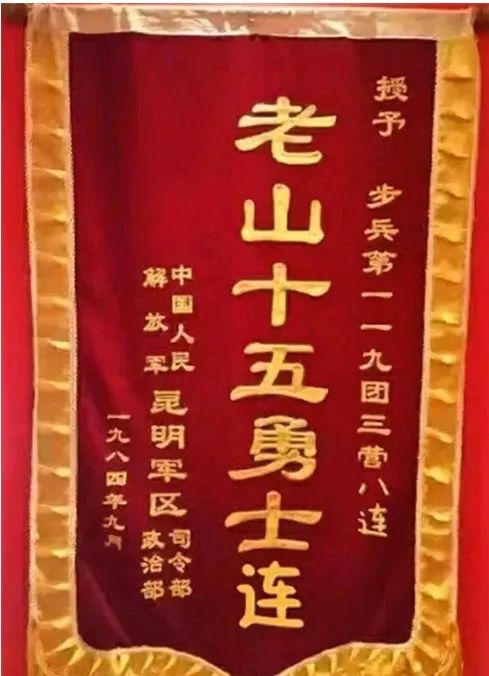 授予 步兵第一一九团三营八连
老山十五勇士连
中国人民解放军昆明军区司令部政治部
一九八四年九月